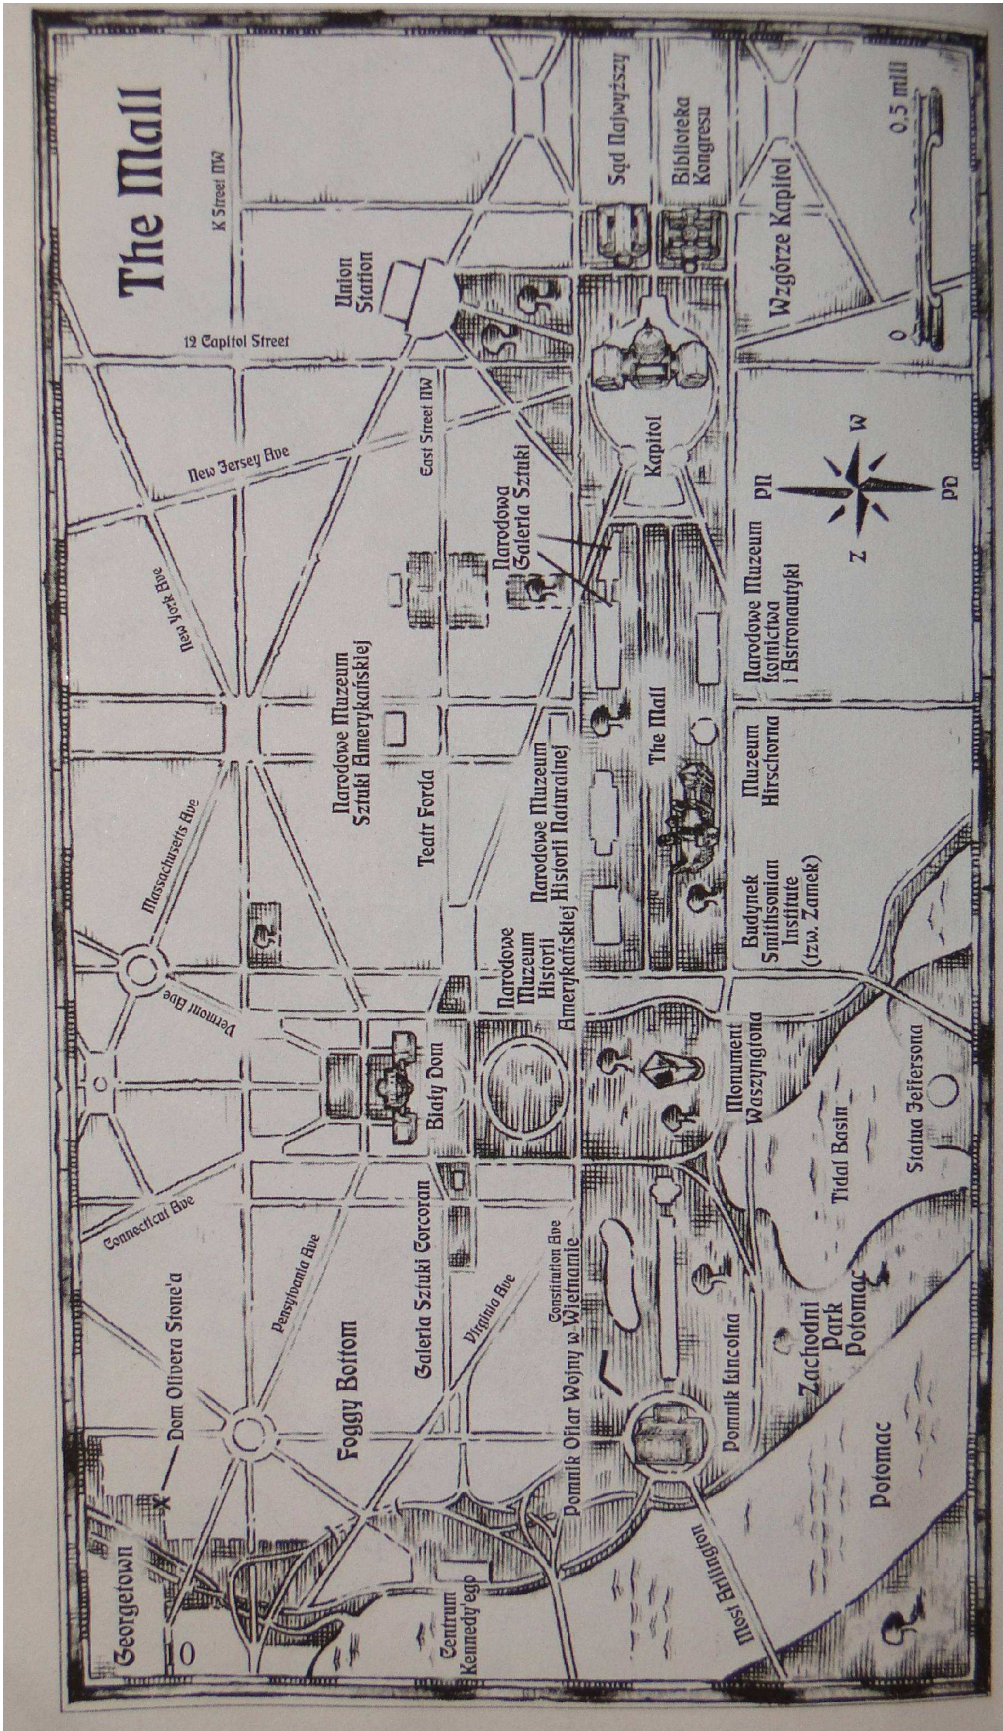 The Mall
K Street NW
12 Capitol Street
Union
Station
Sąd Najwyższy
Biblioteka
Kongresu
Wzgórze Kapitol
0
0,5 mili
New Jersey Ave
East Street NW
New York Ave
Narodowa
Galeria Sztuki
Kapitol
PN
W
PD
Z
Narodowe Muzeum
Sztuki Amerykańskiej
Narodowe Muzeum
Lotnictwa
i Astronautyki
The Mall
Massachusetts Ave
Teatr Forda
Narodowe Muzeum
Historii Naturalnej
Muzeum
Hirschorna
Narodowe
Muzeum
Historii
Amerykańskiej
Budynek
Smithsonian
Institute
(tzw. Zamek)
Vermont Ave
Biały Dom
Monument
Waszyngtona
Statua Jeffersona
Tidal Basin
Connectical Ave
Pensylvania Ave
Galeria Sztuki Corcoran
Virginia Ave
Constitution Ave
Dom Olivera Stone'a
Foggy Bottom
Pomnik Ofiar Wojny w Wietnamie
Pomnik Lincolna
Zachodni
Park
Potomac
Potomac
Georgetown
10
Centrum
Kennedy'ego
Most Arlington